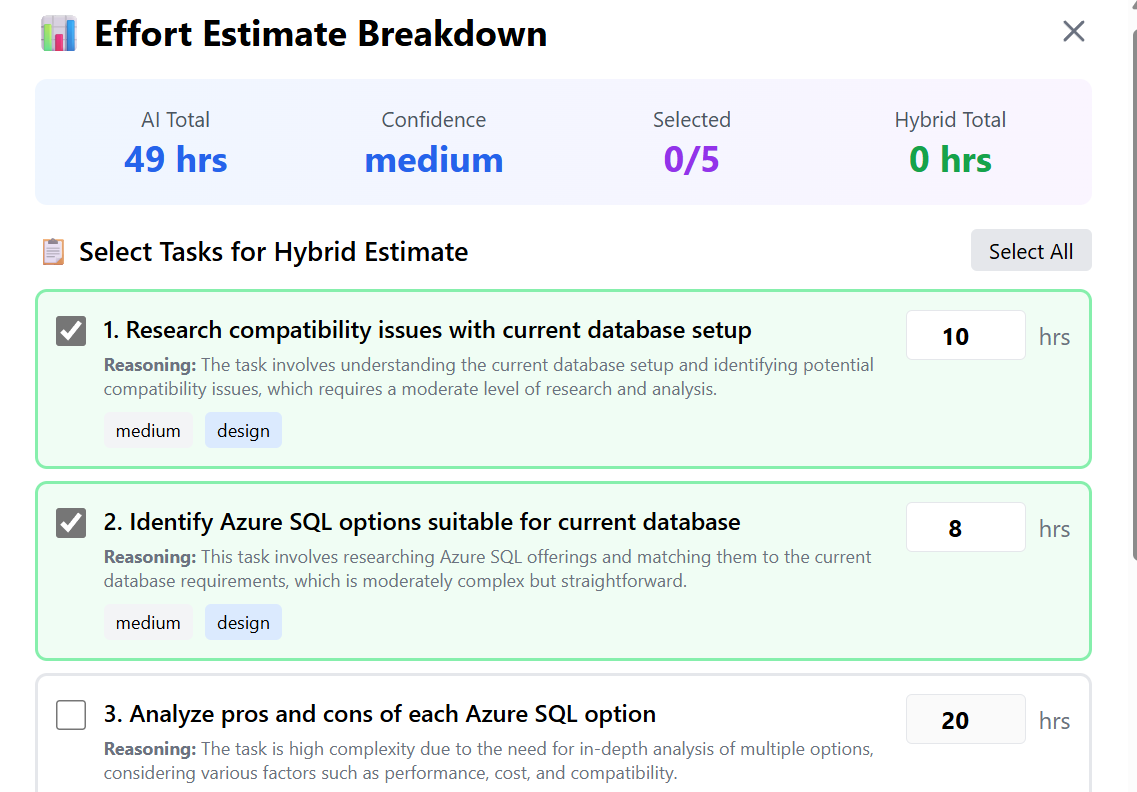 Effort Estimate Breakdown
AI Total
49 hrs
Confidence
medium
Selected
0/5
Hybrid Total
0 hrs
Select Tasks for Hybrid Estimate
Select All
1. Research compatibility issues with current database setup
10 hrs
Reasoning: The task involves understanding the current database setup and identifying potential
compatibility issues, which requires a moderate level of research and analysis.
medium design
2. Identify Azure SQL options suitable for current database
8 hrs
Reasoning: This task involves researching Azure SQL offerings and matching them to the current
database requirements, which is moderately complex but straightforward.
medium design
3. Analyze pros and cons of each Azure SQL option
20 hrs
Reasoning: The task is high complexity due to the need for in-depth analysis of multiple options,
considering various factors such as performance, cost, and compatibility.